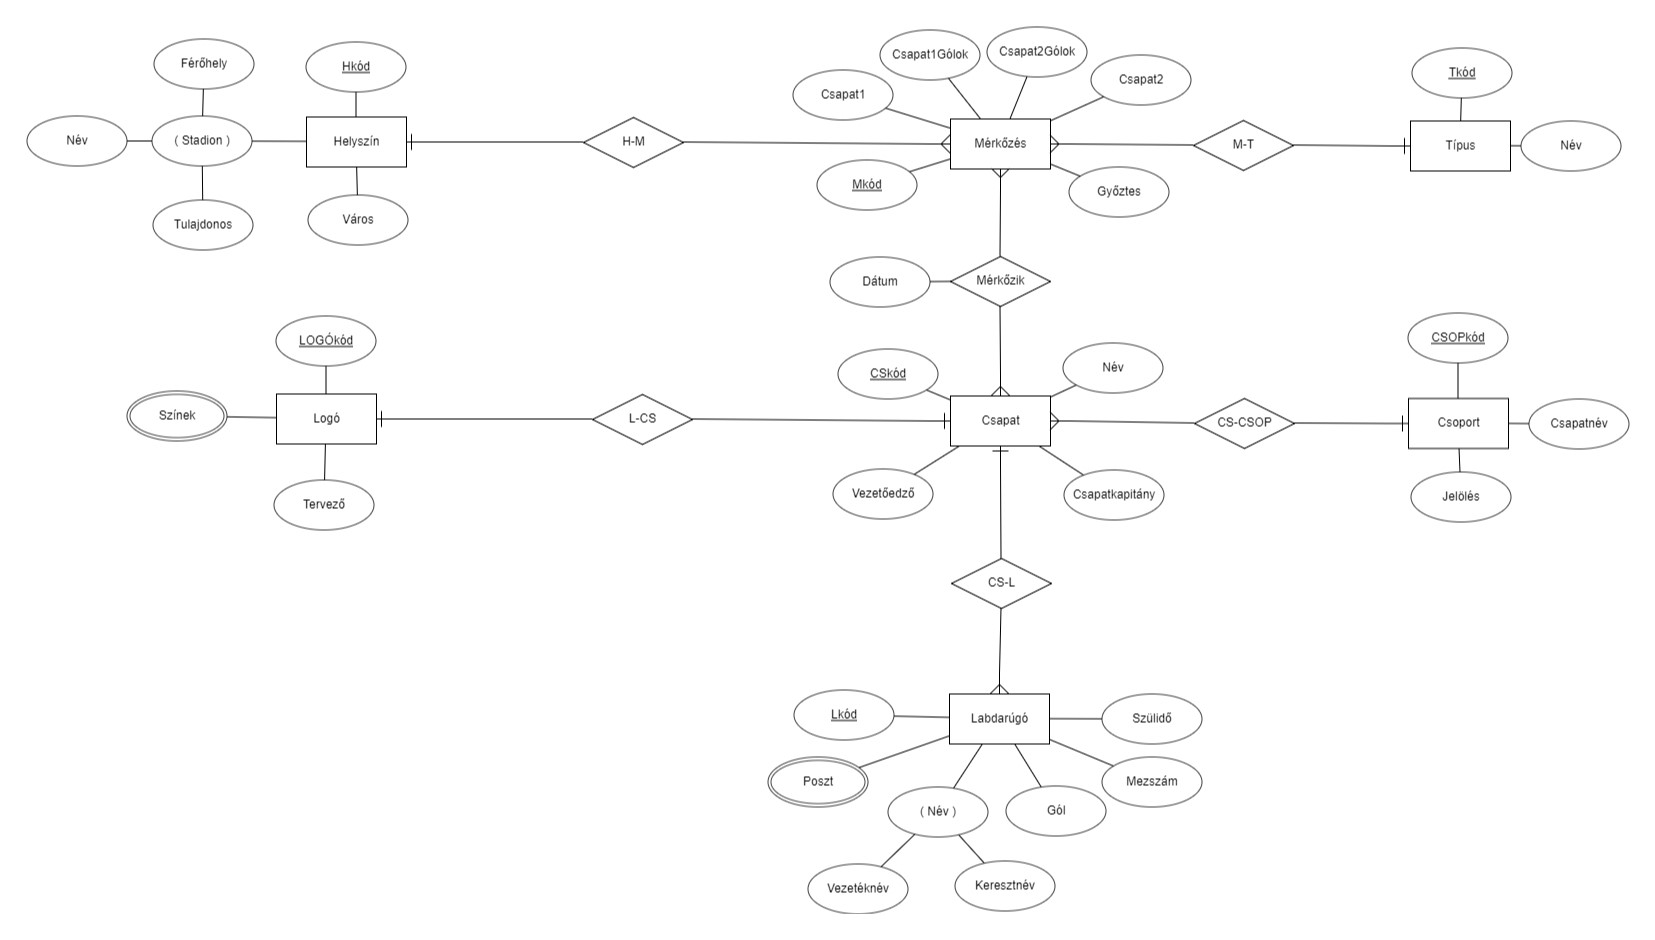 Férőhely
Hkód
Csapat1Gólok
Csapat2Gólok
Csapat1
Csapat2
Tkód
Név
( Stadion )
Helyszín
H-M
Mérkőzés
M-T
Típus
Név
Tulajdonos
Város
Mkód
Győztes
Dátum
Mérkőzik
LOGÓkód
CSkód
Név
CSOPkód
Színek
Logó
L-CS
Csapat
CS-CSOP
Csoport
Csapatnév
Tervező
Vezetőedző
Csapatkapitány
Jelölés
CS-L
Lkód
Labdarúgó
Szülidő
Poszt
Mezszám
( Név )
Gól
Vezetéknév
Keresztnév